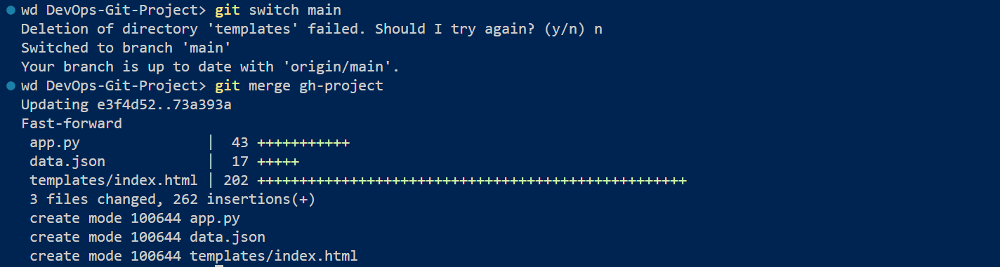 wd DevOps-Git-Project> git switch main
Deletion of directory 'templates' failed. Should I try again? (y/n) n
Switched to branch 'main'
Your branch is up to date with 'origin/main'.
wd DevOps-Git-Project> git merge gh-project
Updating e3f4d52..73a393a
Fast-forward
 app.py               |  43 +++++++++++
 data.json            |  17 +++++
 templates/index.html | 202 +++++++++++++++++++++++++++++++++++++++++++++++++++
 3 files changed, 262 insertions(+)
 create mode 100644 app.py
 create mode 100644 data.json
 create mode 100644 templates/index.html